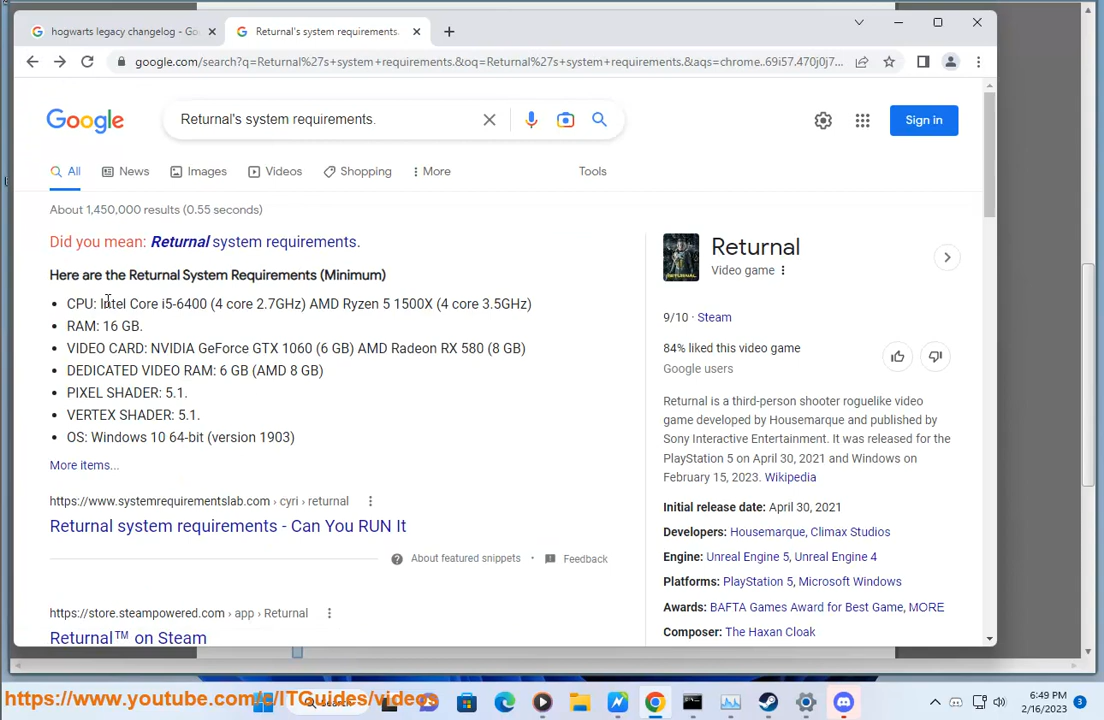 hogwarts legacy changelog - Go
Returnal's system requirements.
google.com/search?q=Returnal%27s+system+requirements.&oq=Returnal%27s+system+requirements.&aqs=chrome..69i57.470j0j7...
Google
Returnal's system requirements.
Sign in
All
News
Images
Videos
Shopping
More
Tools
About 1,450,000 results (0.55 seconds)
Did you mean: Returnal system requirements.
Here are the Returnal System Requirements (Minimum)
• CPU: Intel Core i5-6400 (4 core 2.7GHz) AMD Ryzen 5 1500X (4 core 3.5GHz)
• RAM: 16 GB.
• VIDEO CARD: NVIDIA GeForce GTX 1060 (6 GB) AMD Radeon RX 580 (8 GB)
• DEDICATED VIDEO RAM: 6 GB (AMD 8 GB)
• PIXEL SHADER: 5.1.
• VERTEX SHADER: 5.1.
• OS: Windows 10 64-bit (version 1903)
More items...
https://www.systemrequirementslab.com › cyri › returnal
Returnal system requirements - Can You RUN It
About featured snippets
•
Feedback
https://store.steampowered.com › app › Returnal
Returnal™ on Steam
Returnal
Video game
9/10 · Steam
84% liked this video game
Google users
Returnal is a third-person shooter roguelike video
game developed by Housemarque and published by
Sony Interactive Entertainment. It was released for the
PlayStation 5 on April 30, 2021 and Windows on
February 15, 2023. Wikipedia
Initial release date: April 30, 2021
Developers: Housemarque, Climax Studios
Engine: Unreal Engine 5, Unreal Engine 4
Platforms: PlayStation 5, Microsoft Windows
Awards: BAFTA Games Award for Best Game, MORE
Composer: The Haxan Cloak
https://www.youtube.com/c/ITGuides/videos
Search
6:49 PM
2/16/2023
3